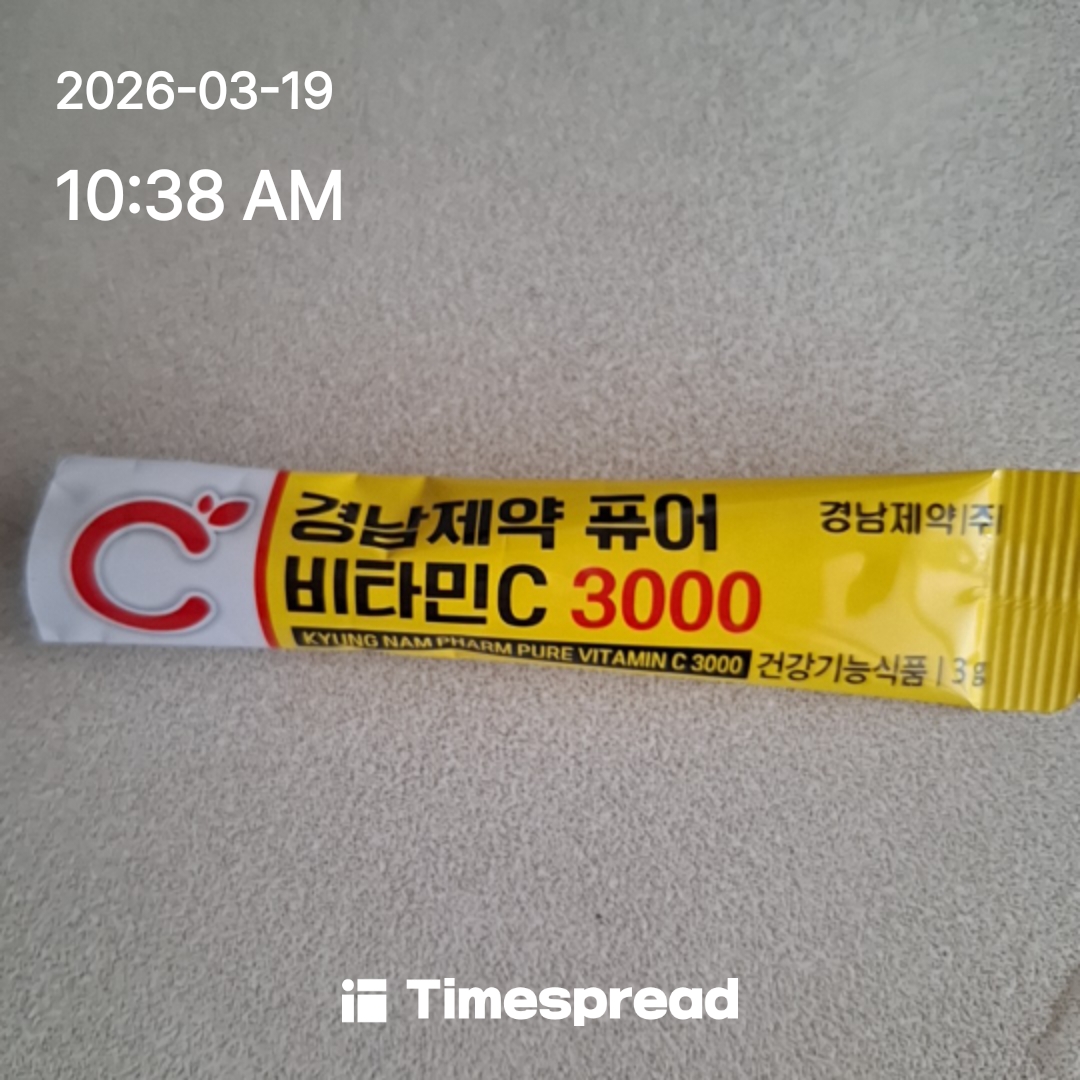 2026-03-19
10:38 AM
경남제약 퓨어
비타민C 3000
KYUNG NAM PHARM PURE VITAMIN C 3000
경남제약|주|
건강기능식품 | 3g
Timespread